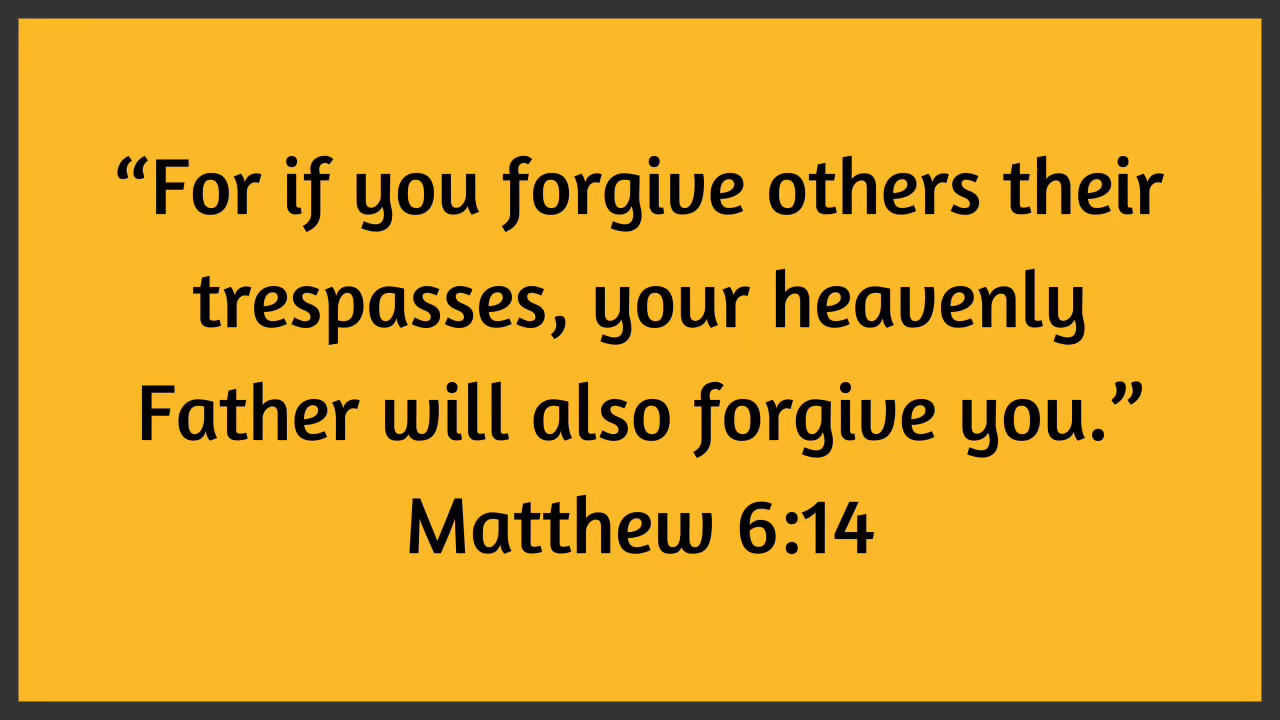 “For if you forgive others their
trespasses, your heavenly
Father will also forgive you.”
Matthew 6:14